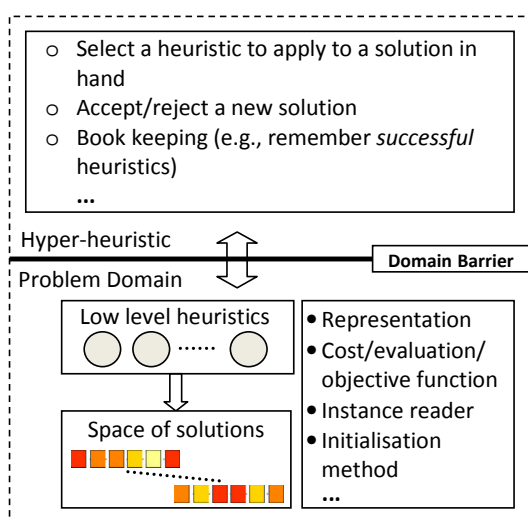 o Select a heuristic to apply to a solution in
hand
o Accept/reject a new solution
o Book keeping (e.g., remember successful
heuristics)
...
Hyper-heuristic
Domain Barrier
Problem Domain
Low level heuristics
......
Space of solutions
• Representation
• Cost/evaluation/
objective function
• Instance reader
• Initialisation
method
...